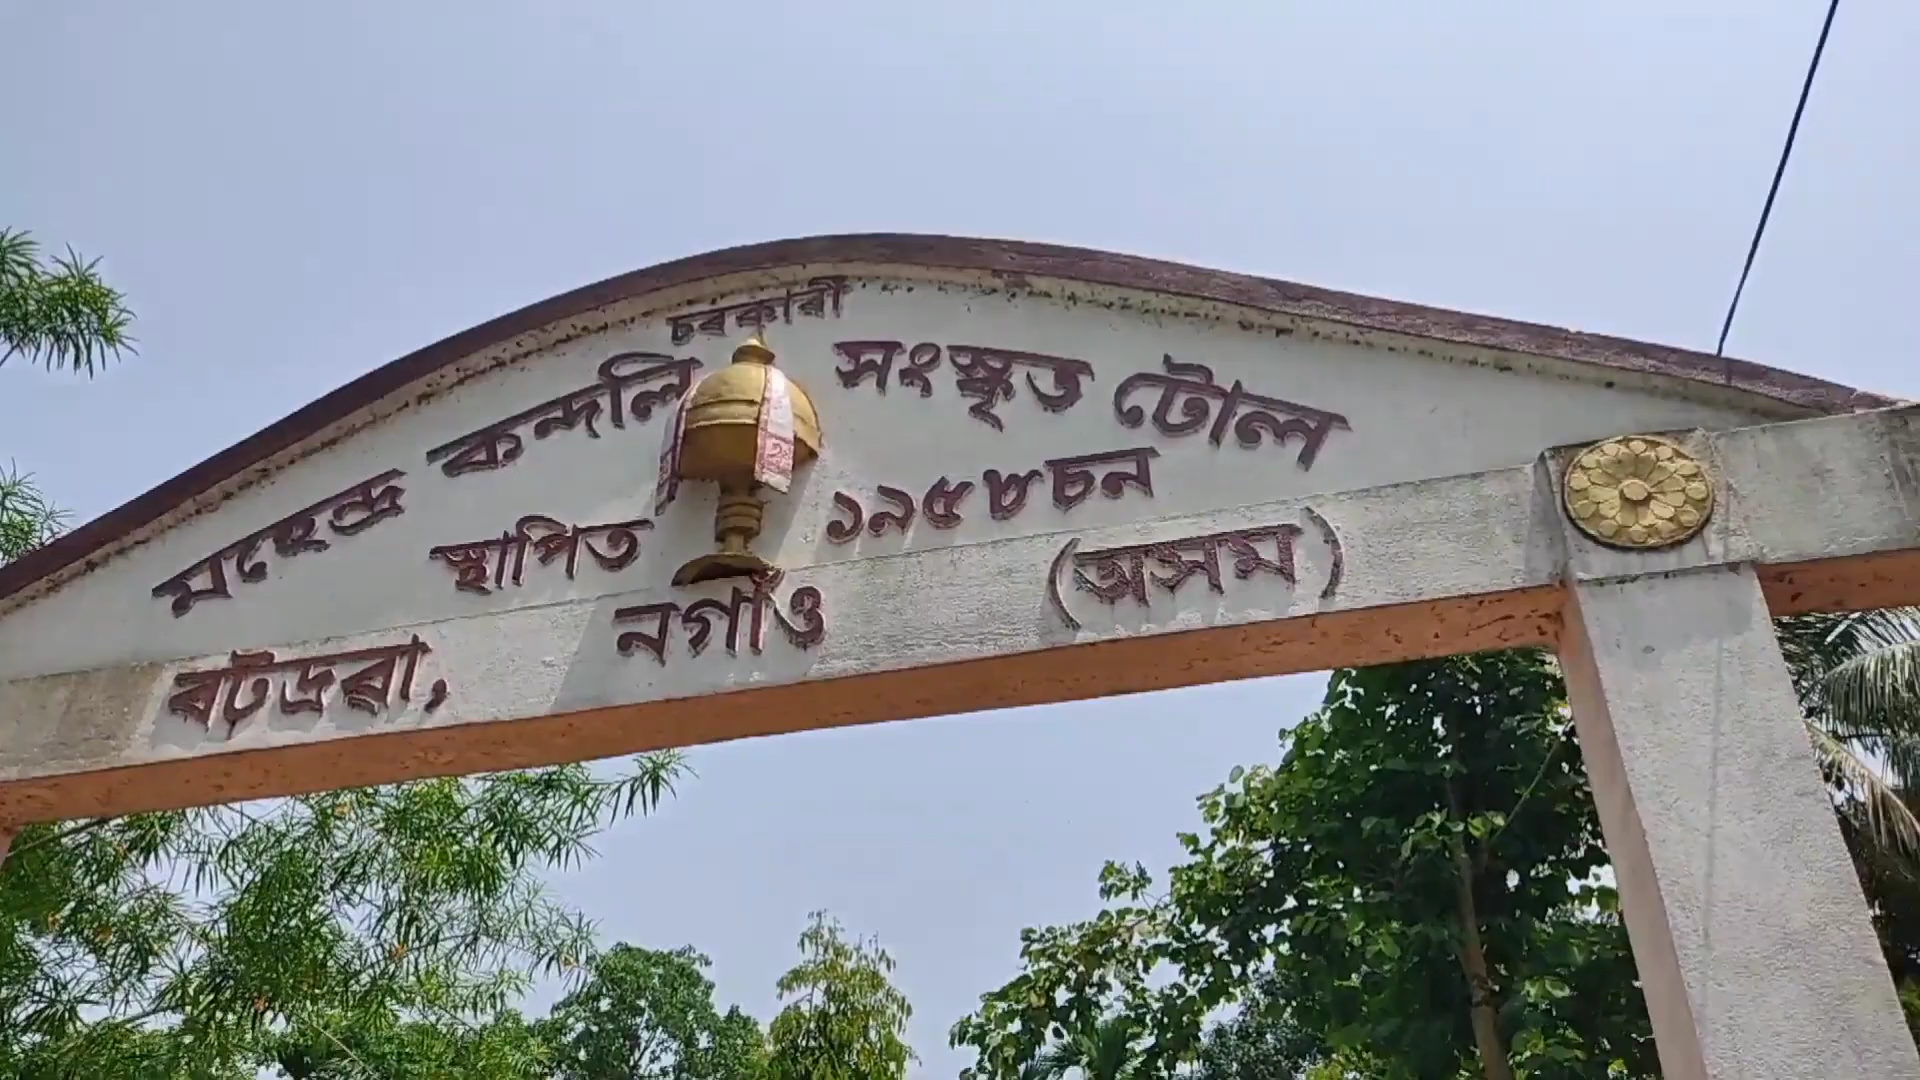 চৰকাৰী
মহেন্দ্ৰ কন্দলি সংস্কৃত টোল
স্থাপিত ১৯৫৮চন
বটদ্ৰৱা, নগাঁও (অসম)